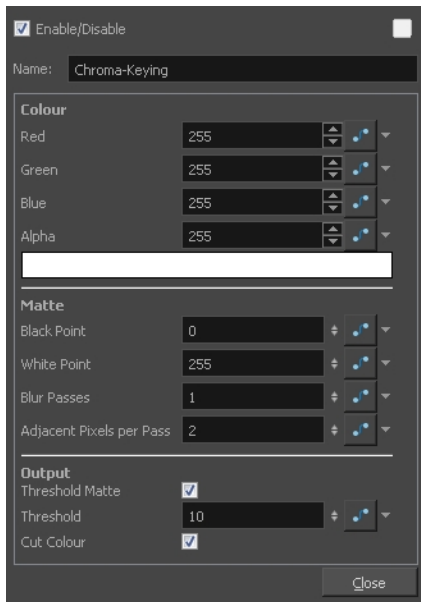 Enable/Disable
Name: Chroma-Keying
Colour
Red 255
Green 255
Blue 255
Alpha 255
Matte
Black Point 0
White Point 255
Blur Passes 1
Adjacent Pixels per Pass 2
Output
Threshold Matte
Threshold 10
Cut Colour
Close